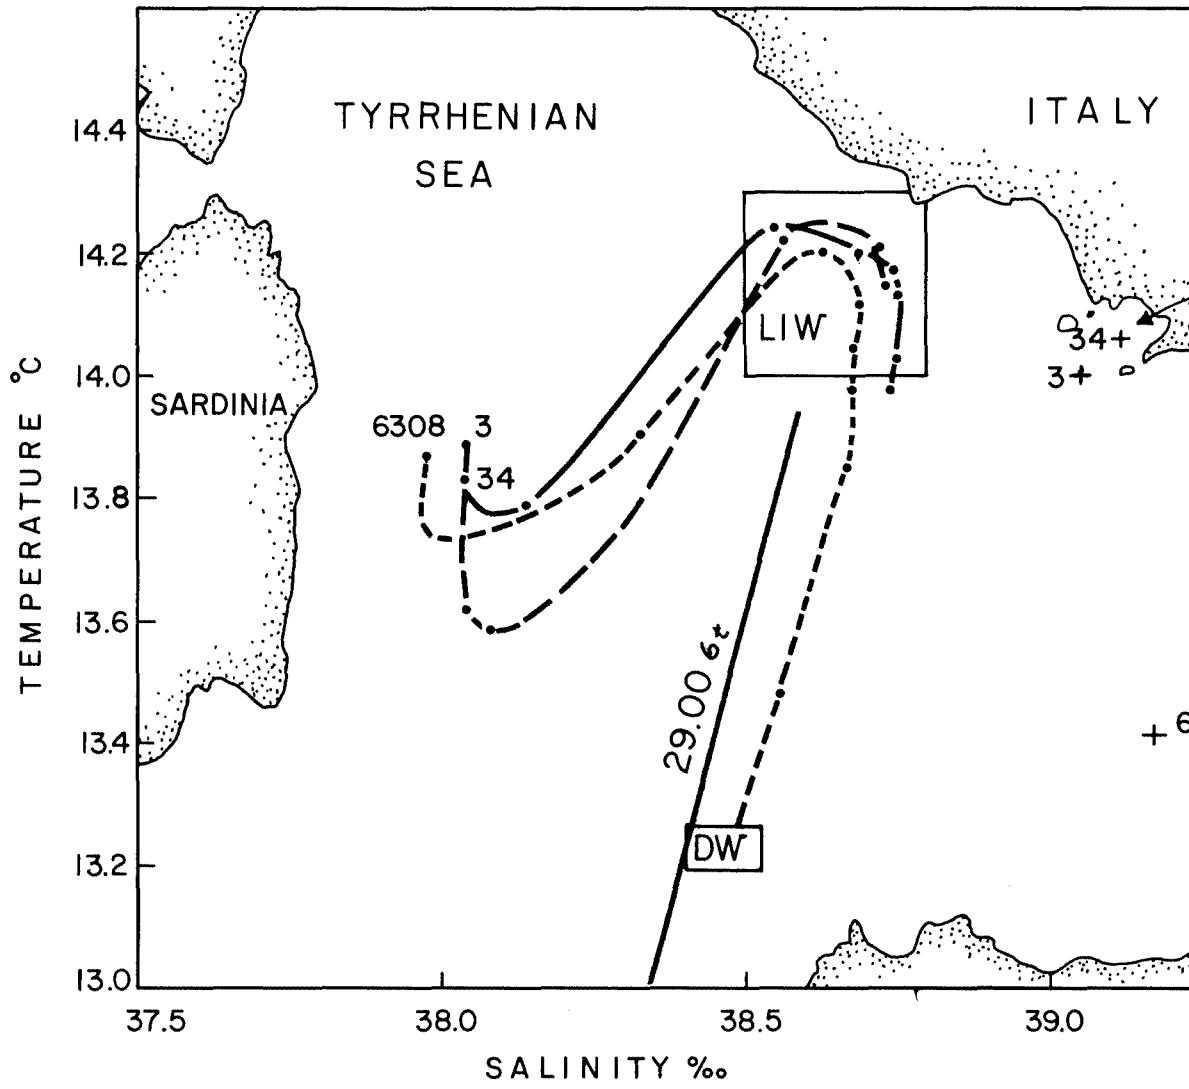 TYRRHENIAN
SEA
ITALY
SARDINIA
LIW
34+
3+
6308
3
34
29.00 σt
+ 6
DW
14.4
14.2
14.0
13.8
13.6
13.4
13.2
13.0
TEMPERATURE °C
37.5
38.0
38.5
39.0
SALINITY ‰